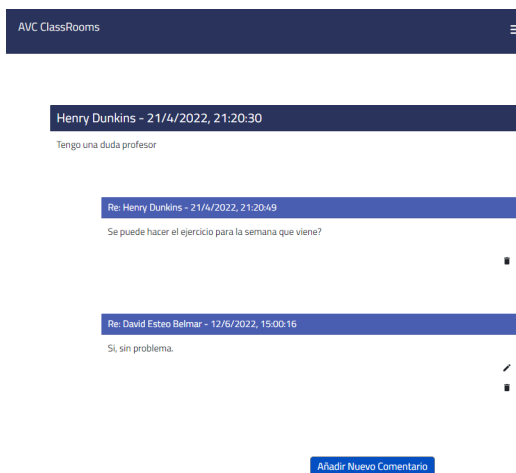 AVC ClassRooms
Henry Dunkins - 21/4/2022, 21:20:30
Tengo una duda profesor
Re: Henry Dunkins - 21/4/2022, 21:20:49
Se puede hacer el ejercicio para la semana que viene?
Re: David Esteo Belmar - 12/6/2022, 15:00:16
Si, sin problema.
Añadir Nuevo Comentario